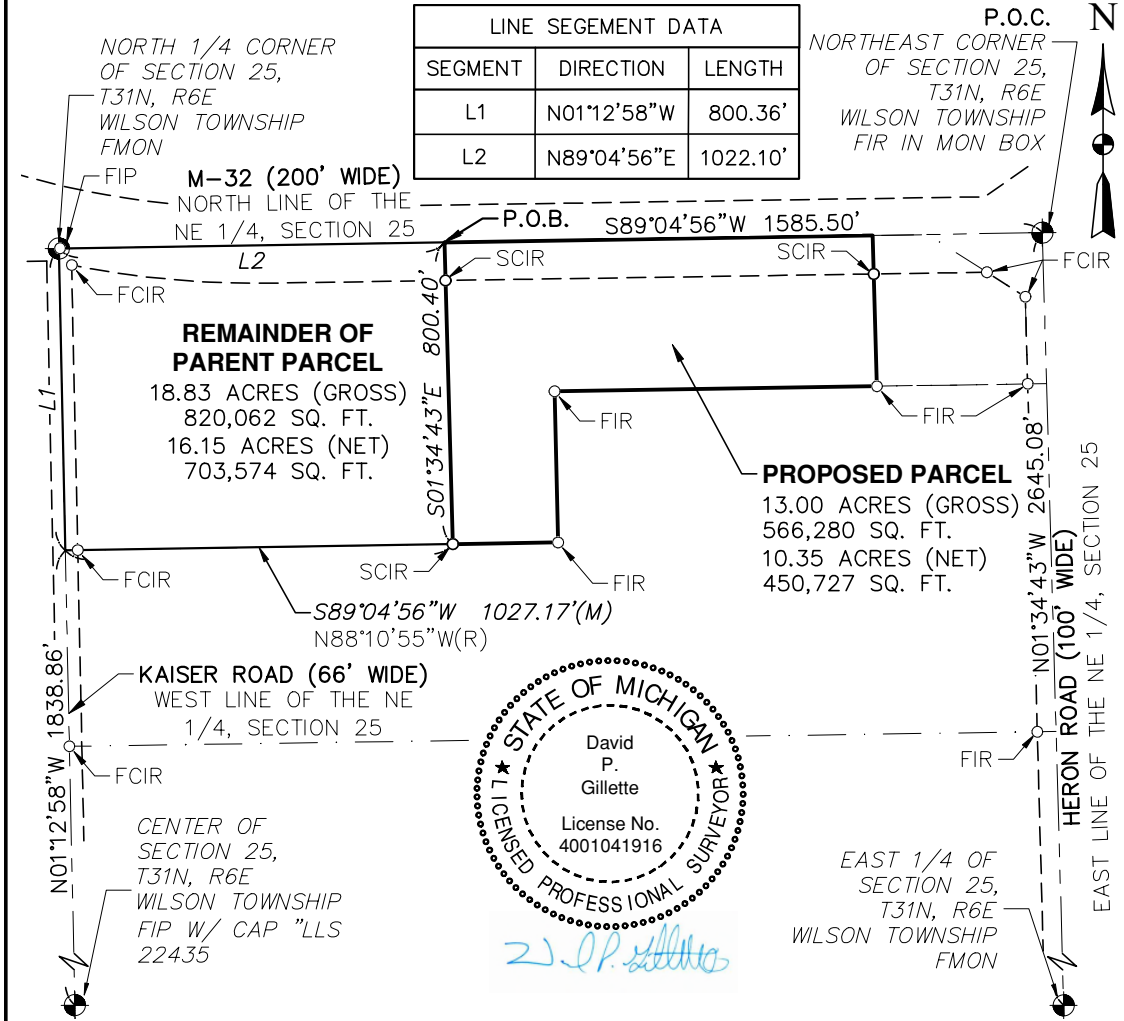 LINE SEGEMENT DATA
SEGMENT DIRECTION LENGTH
L1 N01°12'58"W 800.36'
L2 N89°04'56"E 1022.10'
NORTH 1/4 CORNER
OF SECTION 25,
T31N, R6E
WILSON TOWNSHIP
FMON
FIP
P.O.C.
NORTHEAST CORNER
OF SECTION 25,
T31N, R6E
WILSON TOWNSHIP
FIR IN MON BOX
N
M-32 (200' WIDE)
NORTH LINE OF THE
NE 1/4, SECTION 25
P.O.B.
S89°04'56"W 1585.50'
L2
SCIR
SCIR
FCIR
FCIR
REMAINDER OF
PARENT PARCEL
18.83 ACRES (GROSS)
820,062 SQ. FT.
16.15 ACRES (NET)
703,574 SQ. FT.
L1
S01°34'43"E 800.40'
FIR
FIR
PROPOSED PARCEL
13.00 ACRES (GROSS)
566,280 SQ. FT.
10.35 ACRES (NET)
450,727 SQ. FT.
FCIR
SCIR
FIR
S89°04'56"W 1027.17'(M)
N88°10'55"W(R)
KAISER ROAD (66' WIDE)
WEST LINE OF THE NE
1/4, SECTION 25
N01°12'58"W 1838.86'
FCIR
N01°34'43"W 2645.08'
HERON ROAD (100' WIDE)
EAST LINE OF THE NE 1/4, SECTION 25
FIR
STATE OF MICHIGAN
David
P.
Gillette
License No.
4001041916
LICENSED PROFESSIONAL SURVEYOR
CENTER OF
SECTION 25,
T31N, R6E
WILSON TOWNSHIP
FIP W/ CAP "LLS
22435
EAST 1/4 OF
SECTION 25,
T31N, R6E
WILSON TOWNSHIP
FMON